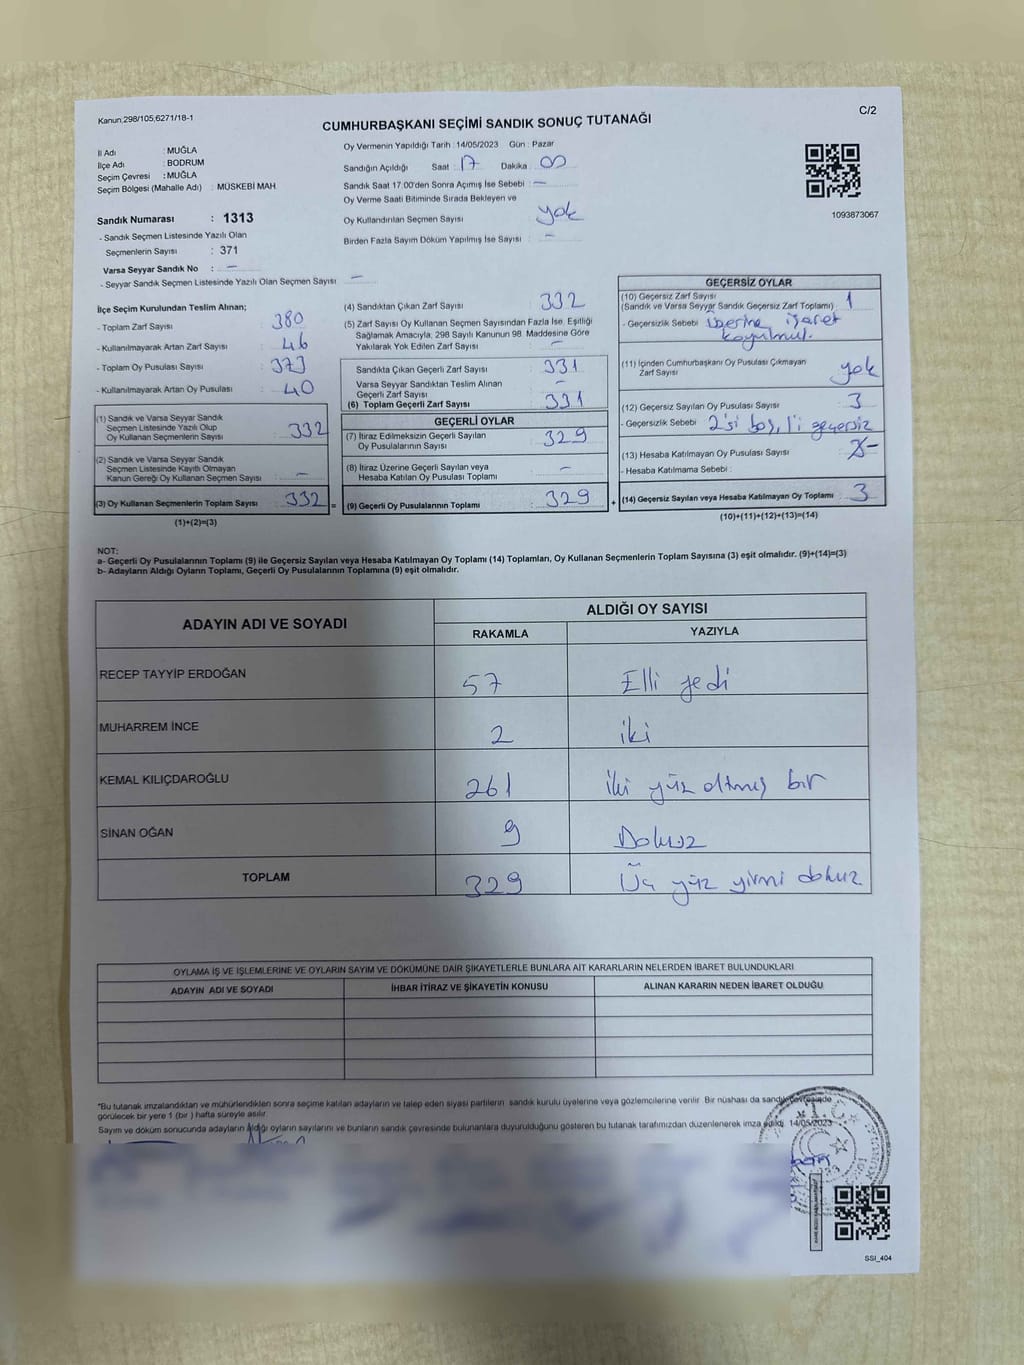 Kanun;298/105;6271/18-1
C/2
CUMHURBAŞKANI SEÇİMİ SANDIK SONUÇ TUTANAĞI
İl Adı : MUĞLA
İlçe Adı : BODRUM
Seçim Çevresi : MUĞLA
Seçim Bölgesi (Mahalle Adı) : MÜSKEBİ MAH.
Sandık Numarası : 1313
- Sandık Seçmen Listesinde Yazılı Olan
Seçmenlerin Sayısı : 371
Varsa Seyyar Sandık No : —
- Seyyar Sandık Seçmen Listesinde Yazılı Olan Seçmen Sayısı : —
Oy Vermenin Yapıldığı Tarih : 14/05/2023 Gün : Pazar
Sandığın Açıldığı Saat : 17 Dakika : 00
Sandık Saat 17:00'den Sonra Açımış İse Sebebi : —
Oy Verme Saati Bitiminde Sırada Bekleyen ve
Oy Kullandırılan Seçmen Sayısı : yok
Birden Fazla Sayım Döküm Yapılmış İse Sayısı : —
1093873067
İlçe Seçim Kurulundan Teslim Alınan;
- Toplam Zarf Sayısı : 380
- Kullanılmayarak Artan Zarf Sayısı : 46
- Toplam Oy Pusulası Sayısı : 373
- Kullanılmayarak Artan Oy Pusulası : 40
(1) Sandık ve Varsa Seyyar Sandık
Seçmen Listesinde Yazılı Olup
Oy Kullanan Seçmenlerin Sayısı : 332
(2) Sandık ve Varsa Seyyar Sandık
Seçmen Listesinde Kayıtlı Olmayan
Kanun Gereği Oy Kullanan Seçmen Sayısı : —
(3) Oy Kullanan Seçmenlerin Toplam Sayısı : 332 =
(1)+(2)=(3)
(4) Sandıktan Çıkan Zarf Sayısı : 332
(5) Zarf Sayısı Oy Kullanan Seçmen Sayısından Fazla İse, Eşitliği
Sağlamak Amacıyla, 298 Sayılı Kanunun 98. Maddesine Göre
Yakılarak Yok Edilen Zarf Sayısı : —
Sandıkta Çıkan Geçerli Zarf Sayısı : 331
Varsa Seyyar Sandıktan Teslim Alınan
Geçerli Zarf Sayısı : —
(6) Toplam Geçerli Zarf Sayısı : 331
GEÇERLİ OYLAR
(7) İtiraz Edilmeksizin Geçerli Sayılan
Oy Pusulalarının Sayısı : 329
(8) İtiraz Üzerine Geçerli Sayılan veya
Hesaba Katılan Oy Pusulası Toplamı : —
(9) Geçerli Oy Pusulalarının Toplamı : 329 +
GEÇERSİZ OYLAR
(10) Geçersiz Zarf Sayısı
(Sandık ve Varsa Seyyar Sandık Geçersiz Zarf Toplamı) : 1
- Geçersizlik Sebebi : üzerine işaret
koyulmuş.
(11) İçinden Cumhurbaşkanı Oy Pusulası Çıkmayan
Zarf Sayısı : yok
(12) Geçersiz Sayılan Oy Pusulası Sayısı : 3
- Geçersizlik Sebebi : 2'si boş, 1'i geçersiz
(13) Hesaba Katılmayan Oy Pusulası Sayısı : —
- Hesaba Katılmama Sebebi :
(14) Geçersiz Sayılan veya Hesaba Katılmayan Oy Toplamı : 3
(10)+(11)+(12)+(13)=(14)
NOT:
a- Geçerli Oy Pusulalarının Toplamı (9) ile Geçersiz Sayılan veya Hesaba Katılmayan Oy Toplamı (14) Toplamları, Oy Kullanan Seçmenlerin Toplam Sayısına (3) eşit olmalıdır. (9)+(14)=(3)
b- Adayların Aldığı Oyların Toplamı, Geçerli Oy Pusulalarının Toplamına (9) eşit olmalıdır.
ADAYIN ADI VE SOYADI
ALDIĞI OY SAYISI
RAKAMLA YAZIYLA
RECEP TAYYİP ERDOĞAN 57 Elli yedi
MUHARREM İNCE 2 iki
KEMAL KILIÇDAROĞLU 261 iki yüz altmış bir
SİNAN OĞAN 9 Dokuz
TOPLAM 329 Üç yüz yirmi dokuz
OYLAMA İŞ VE İŞLEMLERİNE VE OYLARIN SAYIM VE DÖKÜMÜNE DAİR ŞİKAYETLERLE BUNLARA AİT KARARLARIN NELERDEN İBARET BULUNDUKLARI
ADAYIN ADI VE SOYADI İHBAR İTİRAZ VE ŞİKAYETİN KONUSU ALINAN KARARIN NEDEN İBARET OLDUĞU
*Bu tutanak imzalandıktan ve mühürlendikten sonra seçime katılan adayların ve talep eden siyasi partilerin sandık kurulu üyelerine veya gözlemcilerine verilir. Bir nüshası da sandık çevresinde
görülecek bir yere 1 (bir ) hafta süreyle asılır.
Sayım ve döküm sonucunda adayların aldığı oyların sayılarını ve bunların sandık çevresinde bulunanlara duyurulduğunu gösteren bu tutanak tarafımızdan düzenlenerek imza edildi. 14/05/2023
T.C.
SSI_404